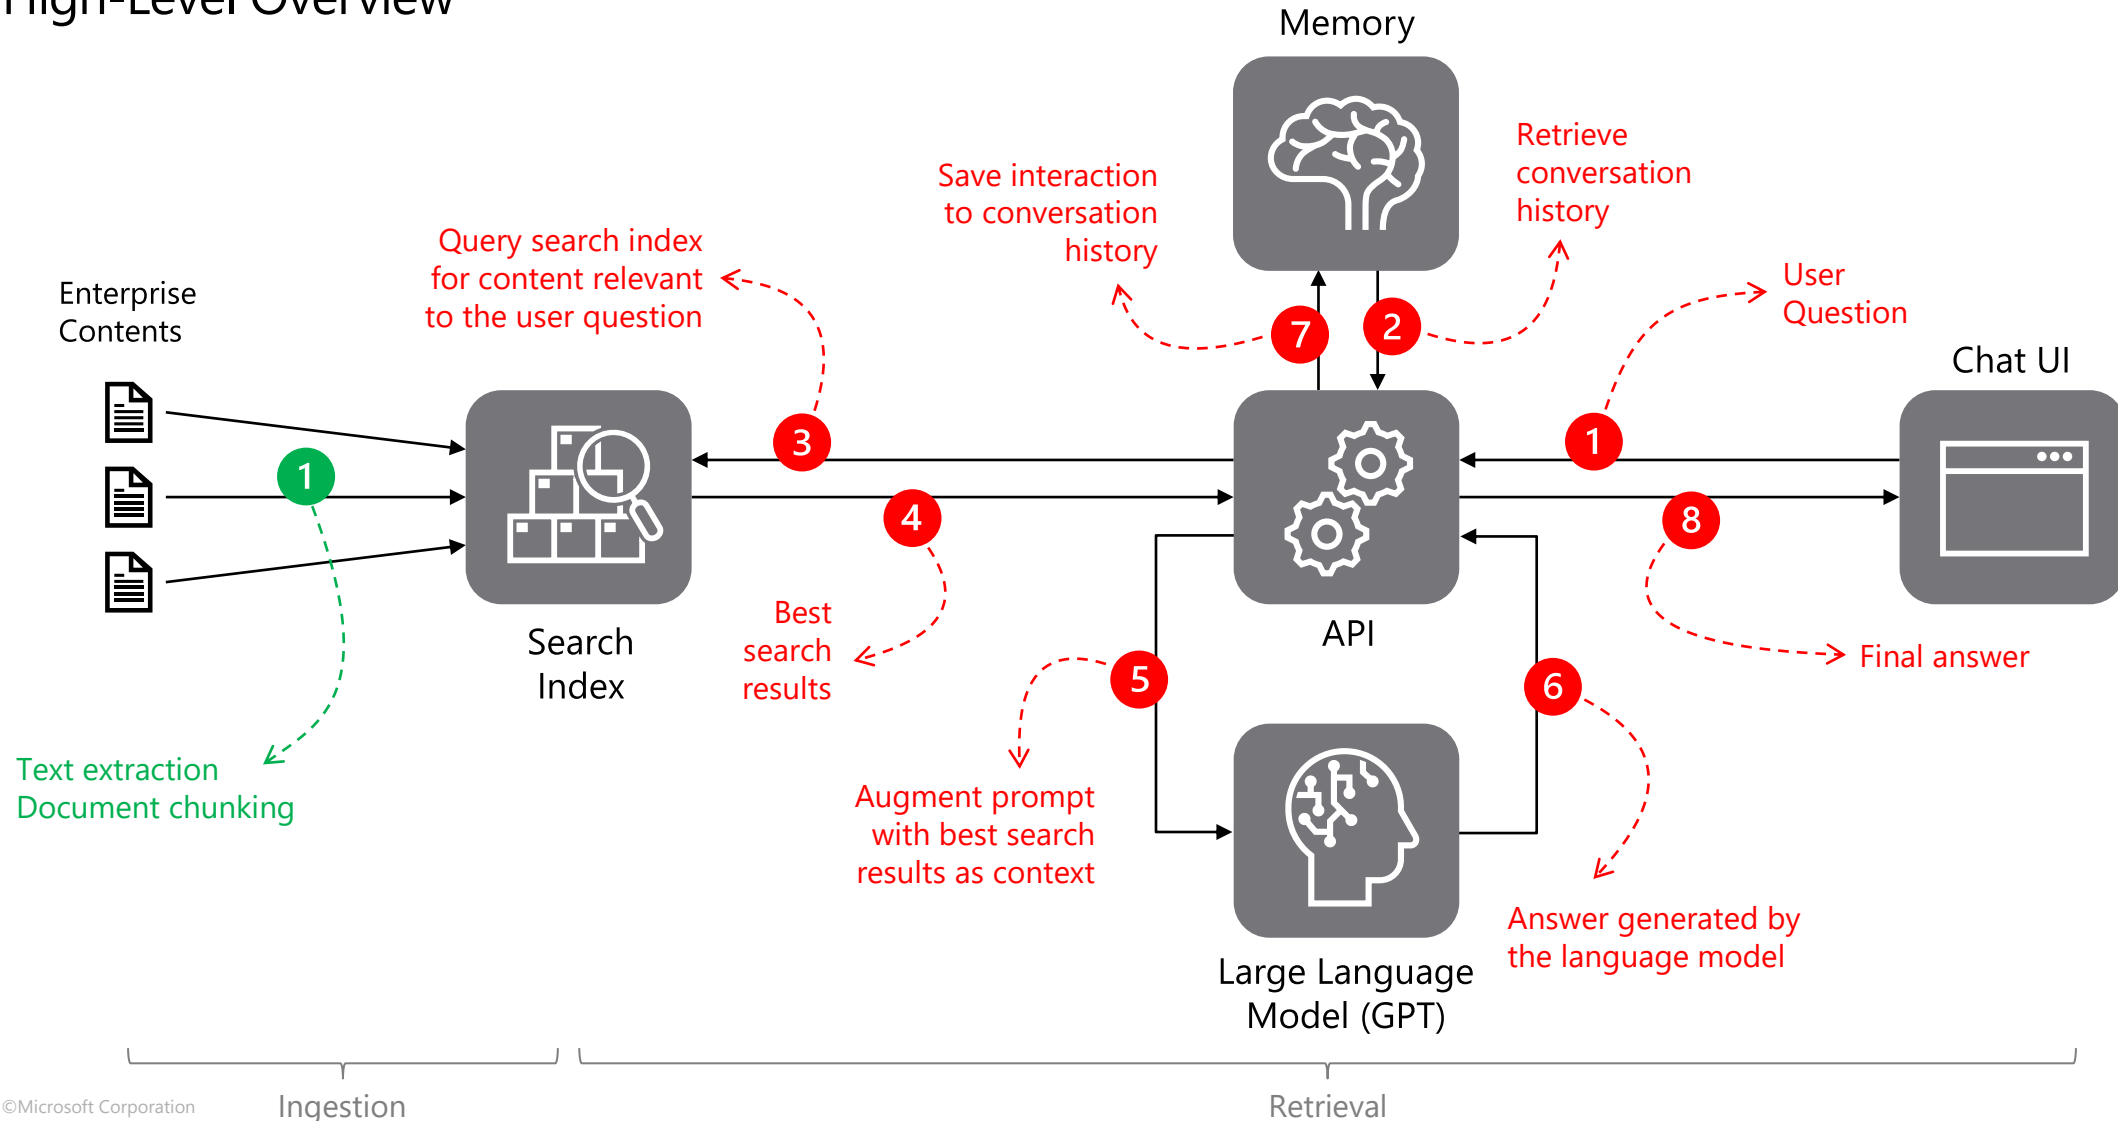 High-Level Overview
Memory
Retrieve
conversation
history
Save interaction
to conversation
history
Query search index
for content relevant
to the user question
User
Question
Enterprise
Contents
Chat UI
7
2
1
3
1
4
8
Best
search
results
Search
Index
API
Final answer
5
6
Text extraction
Document chunking
Augment prompt
with best search
results as context
Answer generated by
the language model
Large Language
Model (GPT)
©Microsoft Corporation
Ingestion
Retrieval